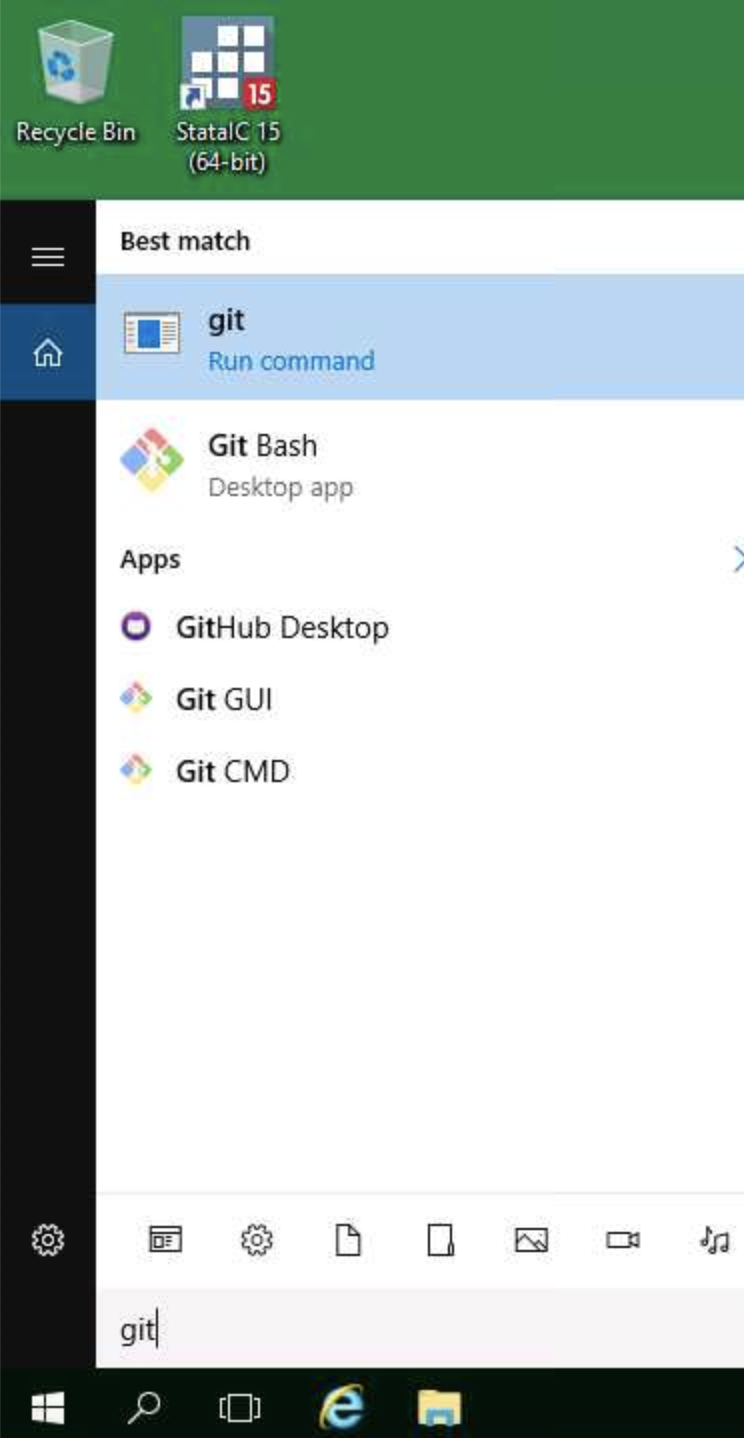 15
Recycle Bin
StataIC 15
(64-bit)
Best match
git
Run command
Git Bash
Desktop app
Apps
GitHub Desktop
Git GUI
Git CMD
git